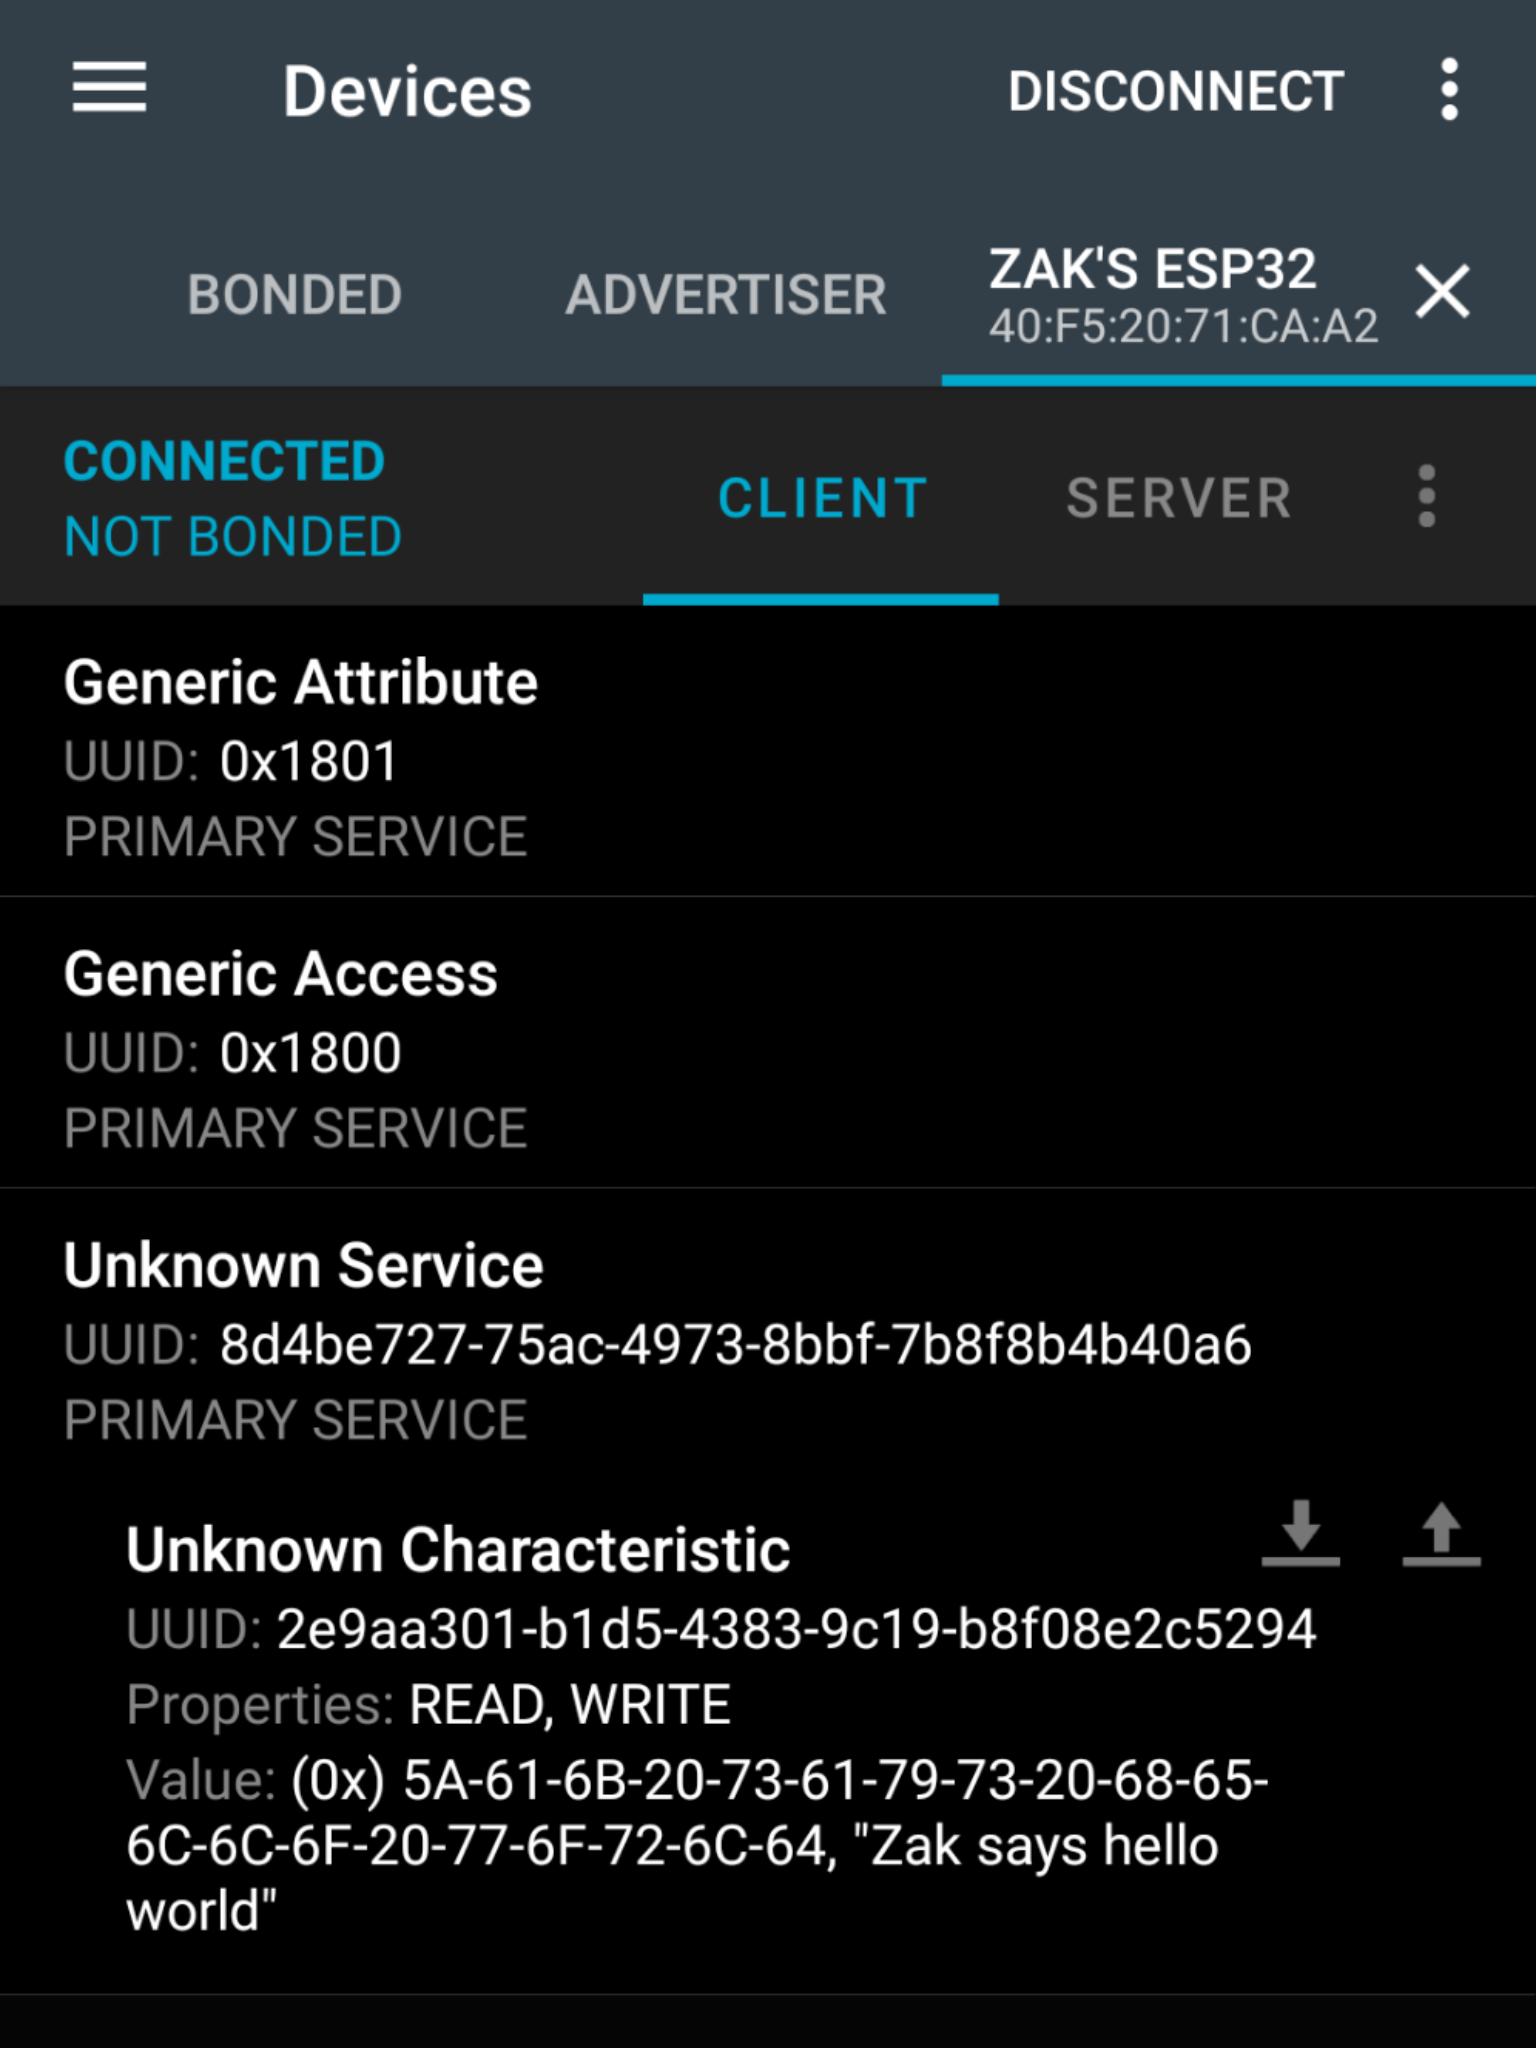 Devices
DISCONNECT
BONDED
ADVERTISER
ZAK'S ESP32
40:F5:20:71:CA:A2
CONNECTED
NOT BONDED
CLIENT
SERVER
Generic Attribute
UUID: 0x1801
PRIMARY SERVICE
Generic Access
UUID: 0x1800
PRIMARY SERVICE
Unknown Service
UUID: 8d4be727-75ac-4973-8bbf-7b8f8b4b40a6
PRIMARY SERVICE
Unknown Characteristic
UUID: 2e9aa301-b1d5-4383-9c19-b8f08e2c5294
Properties: READ, WRITE
Value: (0x) 5A-61-6B-20-73-61-79-73-20-68-65-
6C-6C-6F-20-77-6F-72-6C-64, "Zak says hello
world"